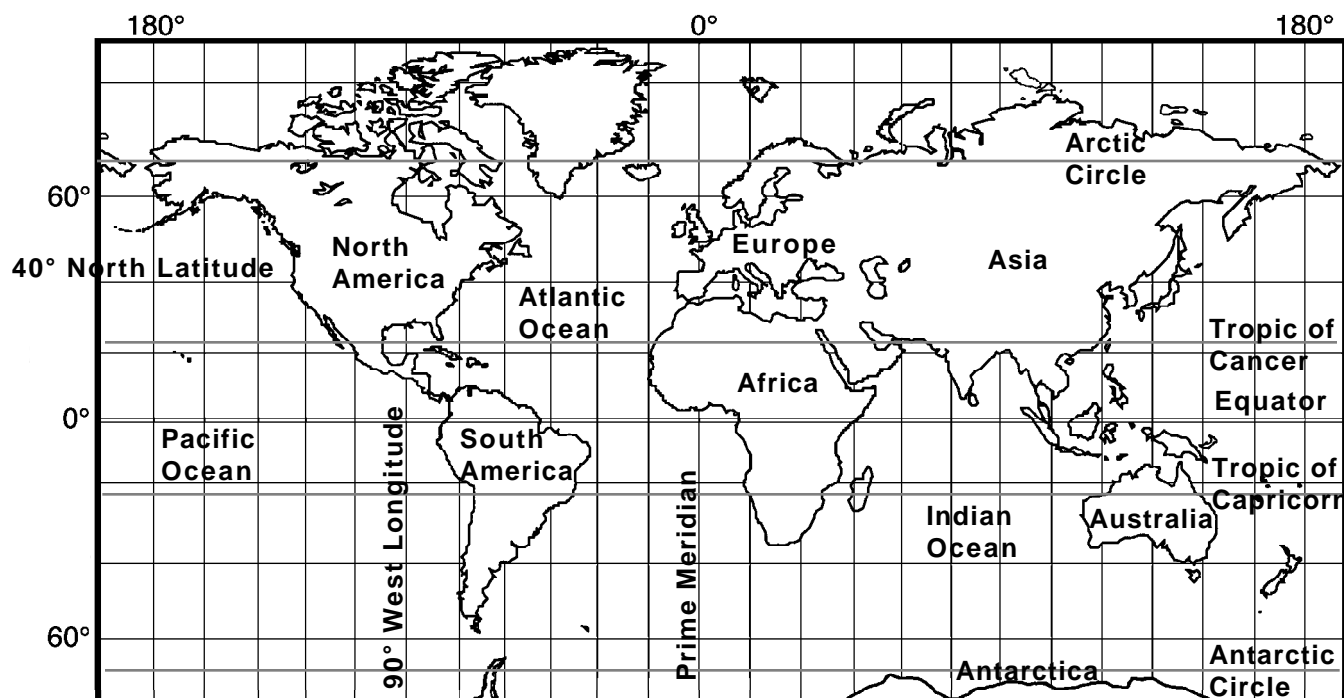 180°
0°
180°
Arctic
Circle
60°
North
America
Europe
Asia
40° North Latitude
Atlantic
Ocean
Tropic of
Cancer
Africa
Equator
0°
Pacific
Ocean
South
America
Tropic of
Capricorr
90° West Longitude
Prime Meridian
Indian
Ocean
Australia
60°
Antarctica
Antarctic
Circle